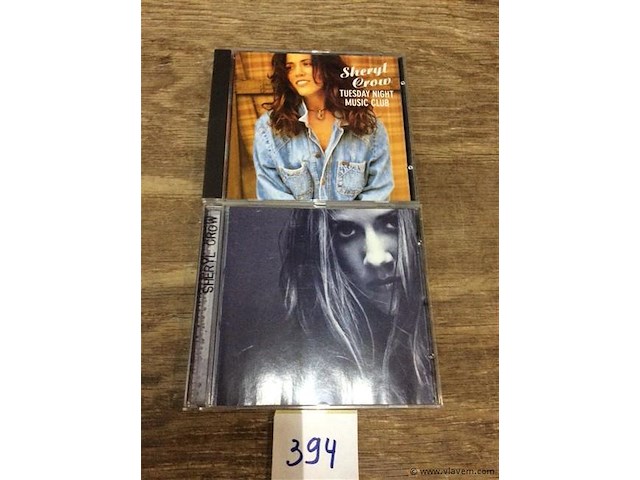 Sheryl
Crow
TUESDAY NIGHT
MUSIC CLUB
SHERYL CROW
394
© www.vlavem.com